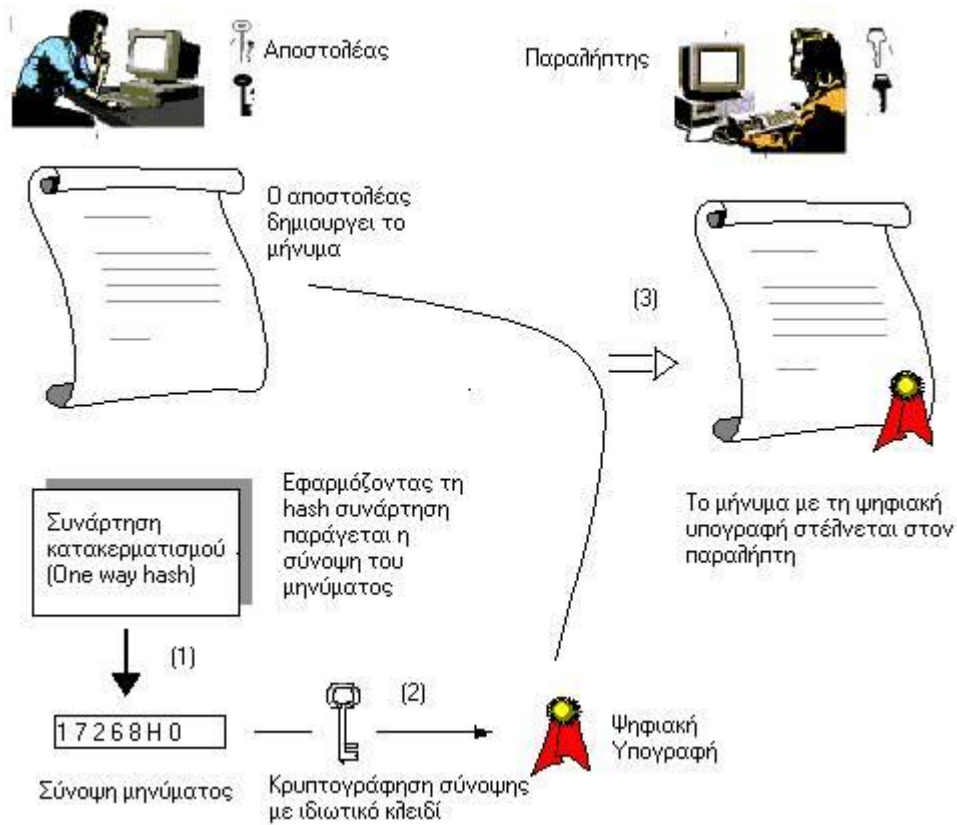 Αποστολέας
Παραλήπτης
Ο αποστολέας
δημιουργει το
μήνυμα
(3)
Συνάρτηση
κατακερματισμού
(One way hash)
Εφαρμόζοντας τη
hash συνάρτηση
παράγεται η
σύνοψη του
μηνύματος
Το μήνυμα με τη ψηφιακή
υπογραφή στέλνεται στον
παραλήπτη
(1)
(2)
17268H0
Ψηφιακή
Υπογραφή
Σύνοψη μηνύματος
Κρυπτογράφηση σύνοψης
με ιδιωτικό κλειδί